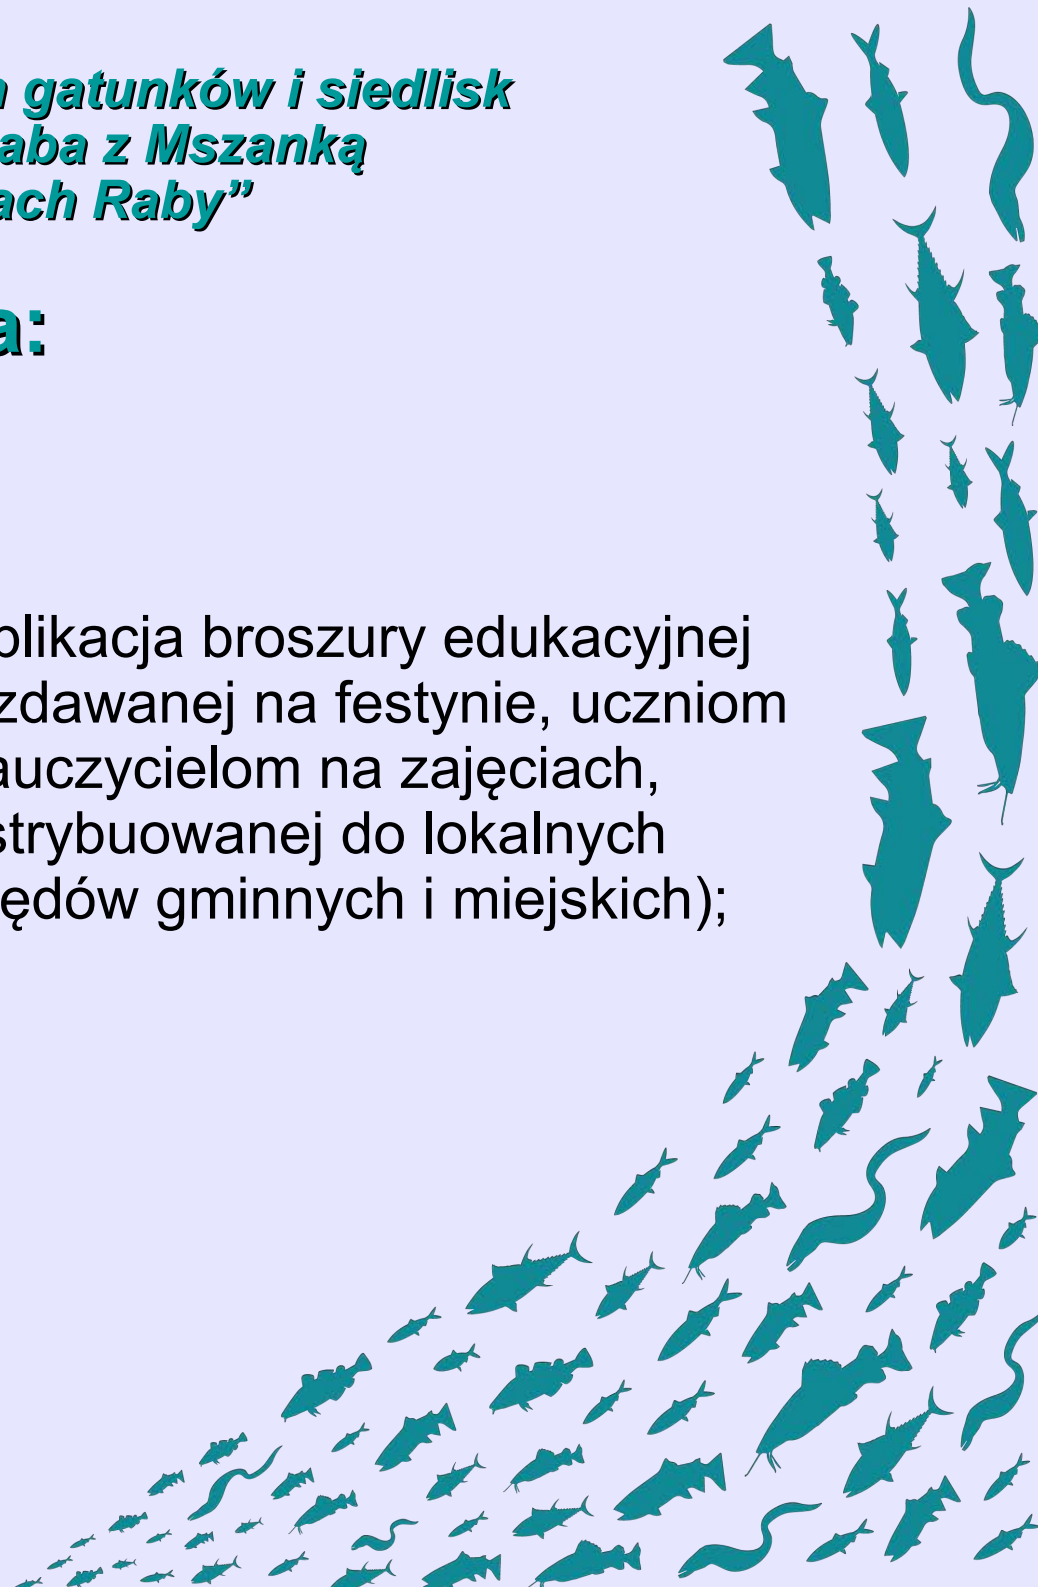 gatunków i siedlisk
aba z Mszanką
ach Raby”
a:
blikacja broszury edukacyjnej
zdawanej na festynie, uczniom
auczycielom na zajęciach,
strybuowanej do lokalnych
ędów gminnych i miejskich);